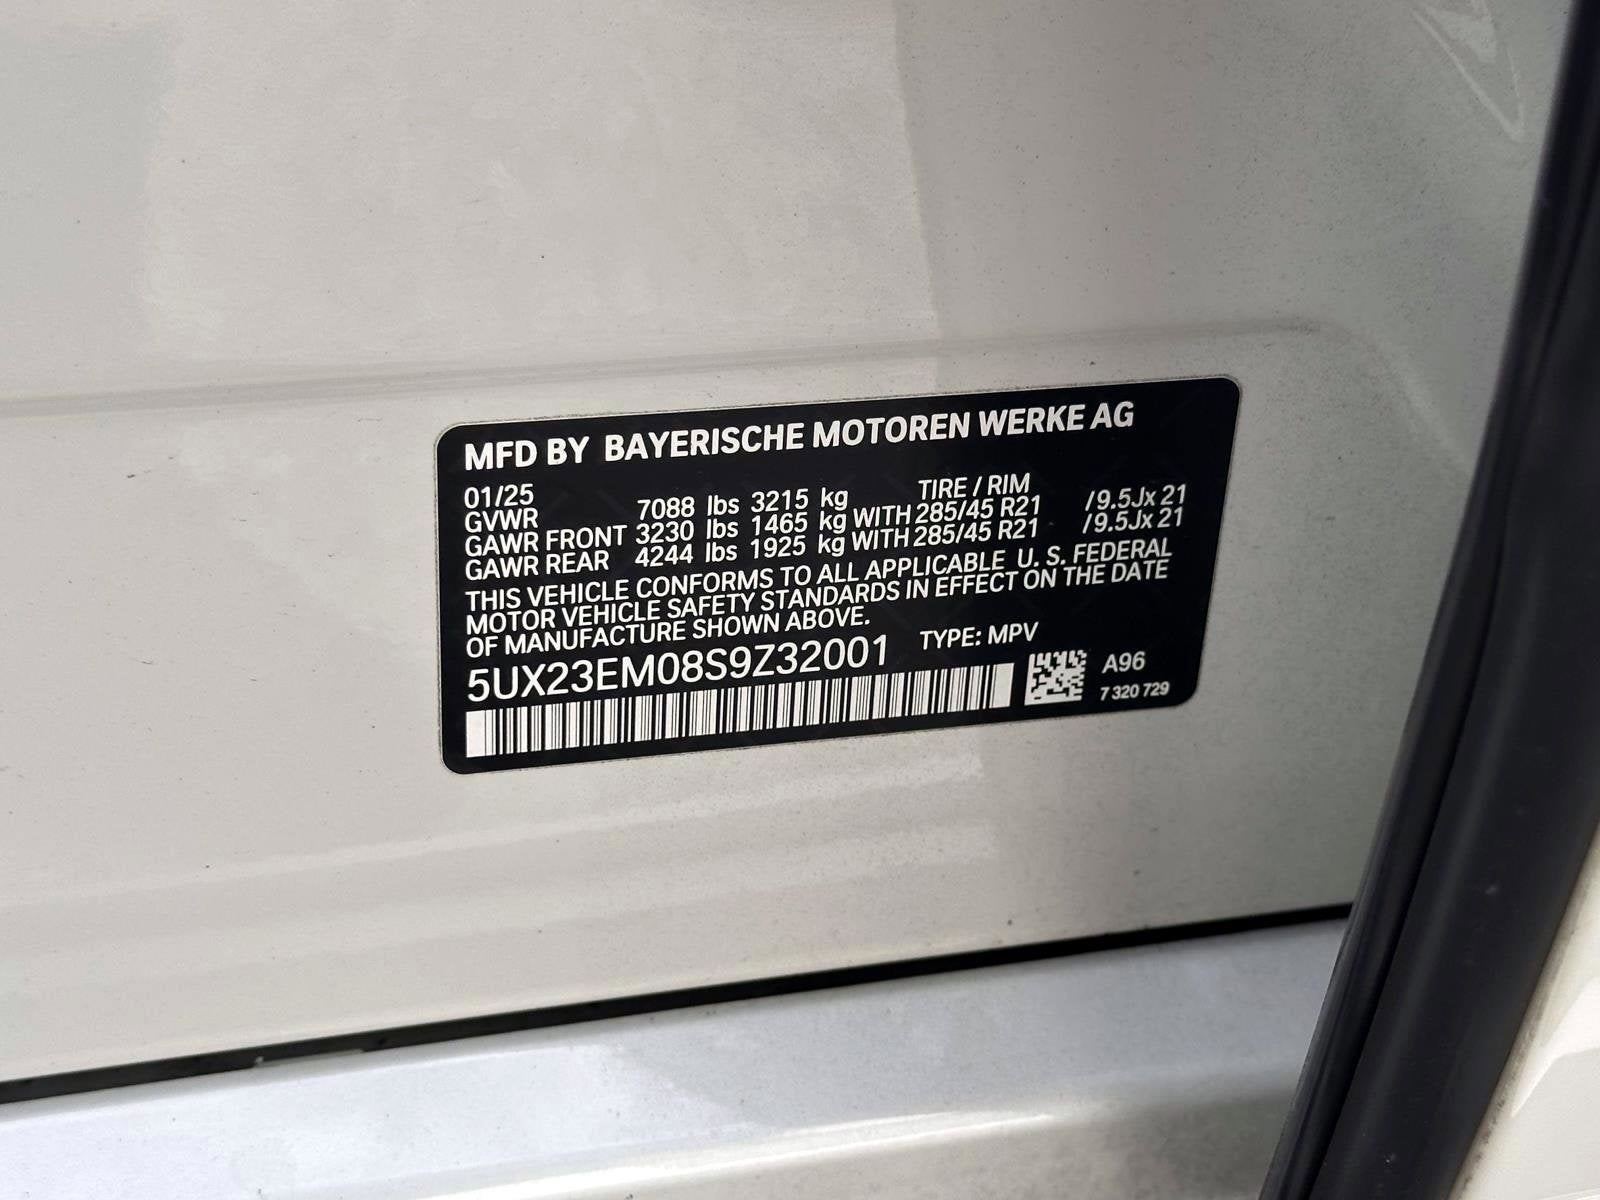 MFD BY BAYERISCHE MOTOREN WERKE AG
01/25 TIRE / RIM
GVWR 7088 lbs 3215 kg
GAWR FRONT 3230 lbs 1465 kg WITH 285/45 R21 /9.5Jx 21
GAWR REAR 4244 lbs 1925 kg WITH 285/45 R21 /9.5Jx 21
THIS VEHICLE CONFORMS TO ALL APPLICABLE U. S. FEDERAL
MOTOR VEHICLE SAFETY STANDARDS IN EFFECT ON THE DATE
OF MANUFACTURE SHOWN ABOVE.
5UX23EM08S9Z32001 TYPE: MPV
A96
7 320 729